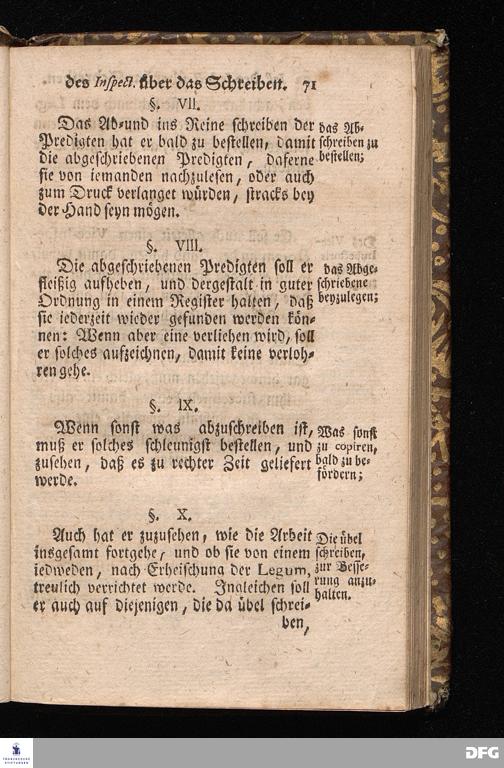 des Inspect. über das Schreiben. 71
§. VII.
Das Ab-und ins Reine schreiben der
Predigten hat er bald zu bestellen, damit
die abgeschriebenen Predigten, daferne
sie von iemanden nachzulesen, oder auch
zum Druck verlanget würden, stracks bey
der Hand seyn mögen.
das Ab-
schreiben zu
bestellen;
§. VIII.
Die abgeschriebenen Predigten soll er
fleißig aufheben, und dergestalt in guter
Ordnung in einem Register halten, daß
sie iederzeit wieder gefunden werden kön-
nen: Wenn aber eine verliehen wird, soll
er solches aufzeichnen, damit keine verloh-
ren gehe.
das Abge-
schriebene
beyzulegen;
§. IX.
Wenn sonst was abzuschreiben ist,
muß er solches schleunigst bestellen, und
zusehen, daß es zu rechter Zeit geliefert
werde.
Was sonst
zu copiren,
bald zu be-
fördern;
§. X.
Auch hat er zuzusehen, wie die Arbeit
insgesamt fortgehe, und ob sie von einem
iedweden, nach Erheischung der Legum,
treulich verrichtet werde. Ingleichen soll
er auch auf diejenigen, die da übel schrei-
ben,
Die übel
schreiben,
zur Besse-
rung anzu-
halten.
FRANCKESCHE
STIFTUNGEN
DFG